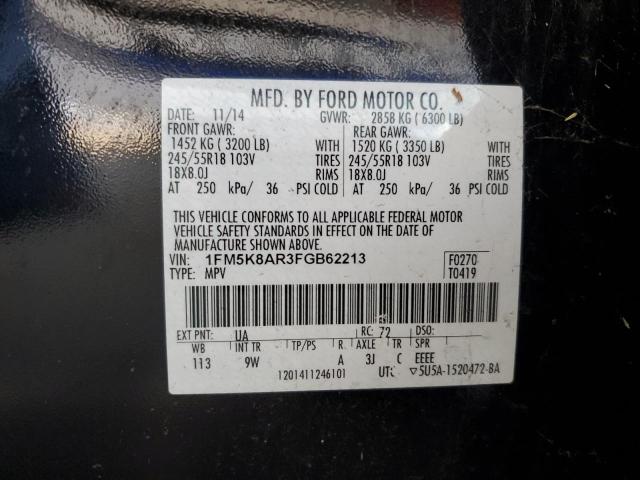 MFD. BY FORD MOTOR CO.
DATE: 11/14 GVWR: 2858 KG ( 6300 LB)
FRONT GAWR: REAR GAWR:
1452 KG ( 3200 LB) WITH 1520 KG ( 3350 LB) WITH
245/55R18 103V TIRES 245/55R18 103V TIRES
18X8.0J RIMS 18X8.0J RIMS
AT 250 kPa/ 36 PSI COLD AT 250 kPa/ 36 PSI COLD
THIS VEHICLE CONFORMS TO ALL APPLICABLE FEDERAL MOTOR
VEHICLE SAFETY STANDARDS IN EFFECT ON THE DATE OF
MANUFACTURE SHOWN ABOVE.
VIN: 1FM5K8AR3FGB62213 F0270
TYPE: MPV T0419
EXT PNT: UA RC: 72 DSO:
WB INT TR TP/PS R AXLE TR SPR
113 9W A 3J C EEEE
1201411246101 ▽5U5A-1520472-BA